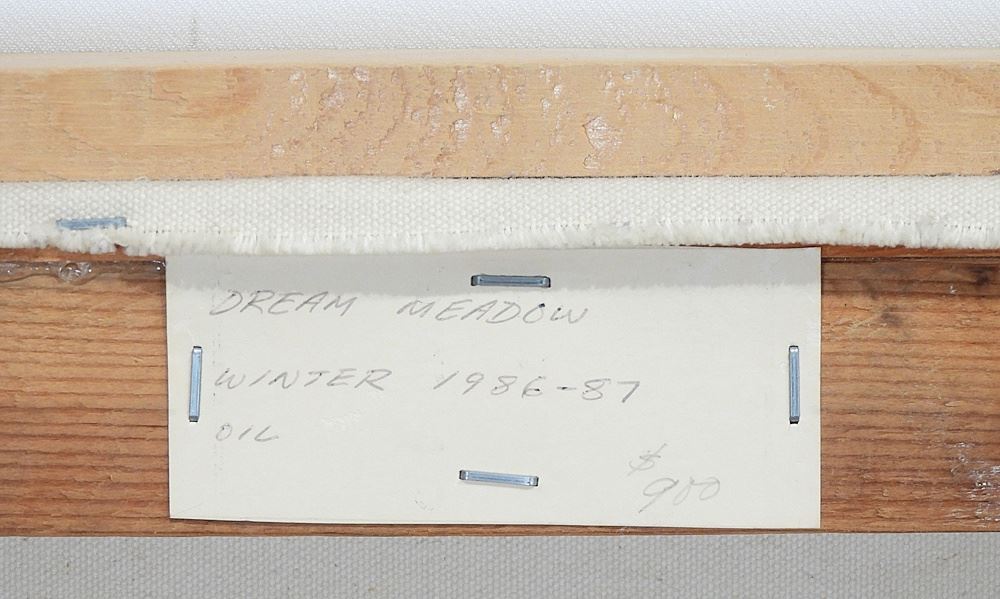 DREAM MEADOW
WINTER 1986-87
OIL
$
900